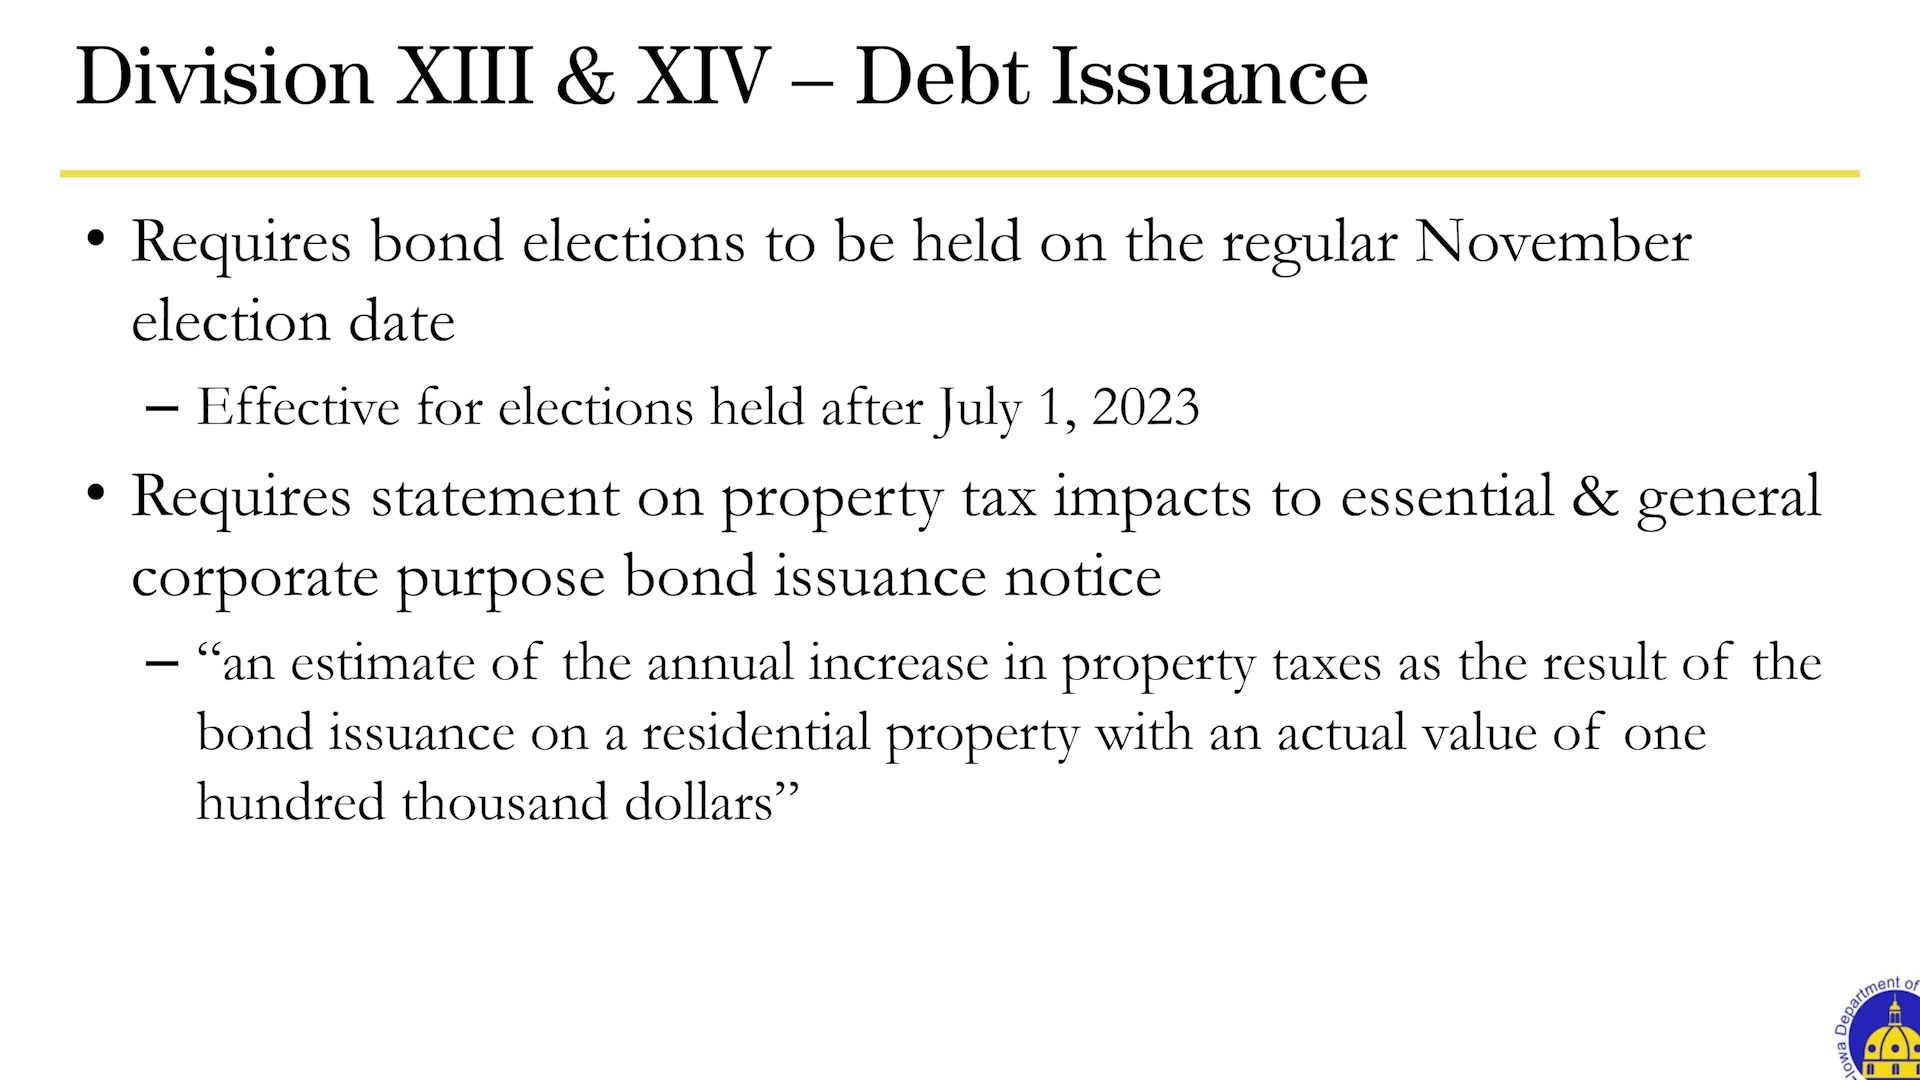 Division XIII & XIV – Debt Issuance
• Requires bond elections to be held on the regular November
election date
– Effective for elections held after July 1, 2023
• Requires statement on property tax impacts to essential & general
corporate purpose bond issuance notice
– “an estimate of the annual increase in property taxes as the result of the
bond issuance on a residential property with an actual value of one
hundred thousand dollars”
Iowa Department of